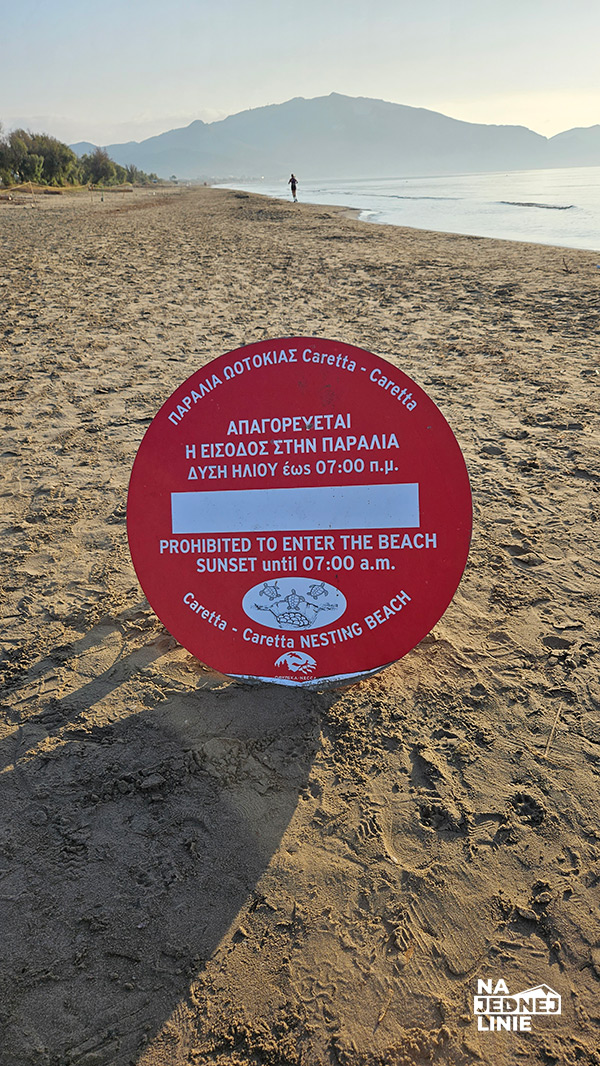 ΠΑΡΑΛΙΑ ΩΟΤΟΚΙΑΣ Caretta - Caretta
ΑΠΑΓΟΡΕΥΕΤΑΙ
Η ΕΙΣΟΔΟΣ ΣΤΗΝ ΠΑΡΑΛΙΑ
ΔΥΣΗ ΗΛΙΟΥ έως 07:00 π.μ.
PROHIBITED TO ENTER THE BEACH
SUNSET until 07:00 a.m.
Caretta - Caretta NESTING BEACH
NA
JEDNEJ
LINIE